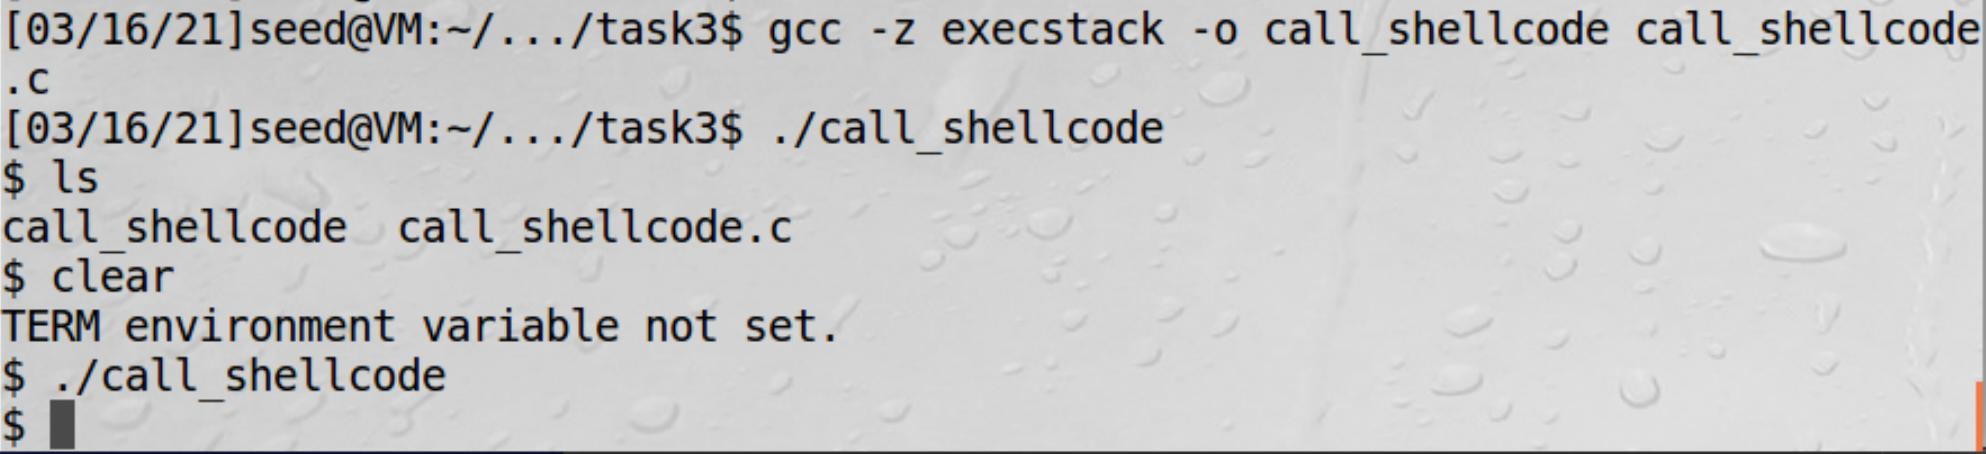 [03/16/21]seed@VM:~/.../task3$ gcc -z execstack -o call_shellcode call_shellcode
.c
[03/16/21]seed@VM:~/.../task3$ ./call_shellcode
$ ls
call_shellcode  call_shellcode.c
$ clear
TERM environment variable not set.
$ ./call_shellcode
$